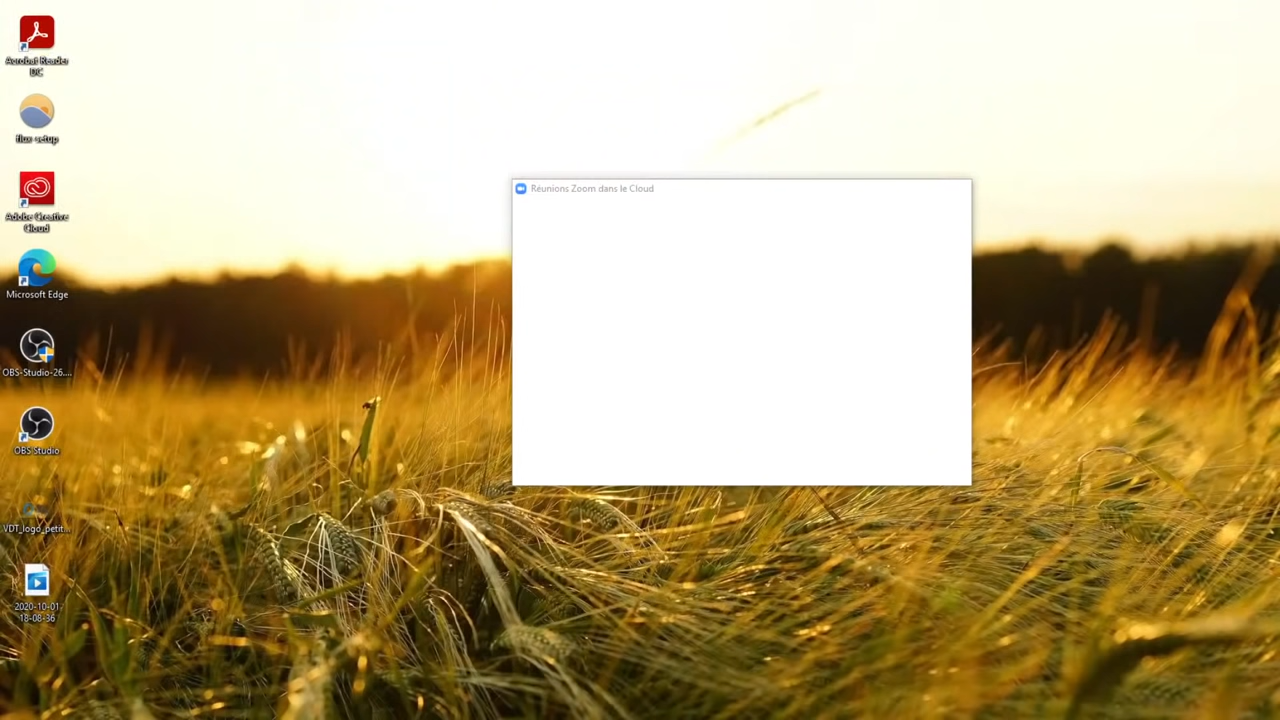 Acrobat Reader
DC
flux-setup
Adobe Creative
Cloud
Microsoft Edge
OBS-Studio-26....
OBS Studio
VDT_logo_petit...
2020-10-01
18-08-36
Réunions Zoom dans le Cloud